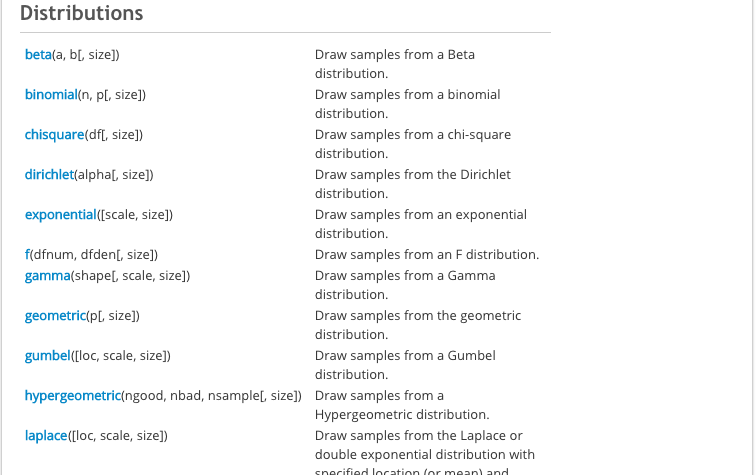 Distributions
beta(a, b[, size]) Draw samples from a Beta
distribution.
binomial(n, p[, size]) Draw samples from a binomial
distribution.
chisquare(df[, size]) Draw samples from a chi-square
distribution.
dirichlet(alpha[, size]) Draw samples from the Dirichlet
distribution.
exponential([scale, size]) Draw samples from an exponential
distribution.
f(dfnum, dfden[, size]) Draw samples from an F distribution.
gamma(shape[, scale, size]) Draw samples from a Gamma
distribution.
geometric(p[, size]) Draw samples from the geometric
distribution.
gumbel([loc, scale, size]) Draw samples from a Gumbel
distribution.
hypergeometric(ngood, nbad, nsample[, size]) Draw samples from a
Hypergeometric distribution.
laplace([loc, scale, size]) Draw samples from the Laplace or
double exponential distribution with
specified location (or mean) and